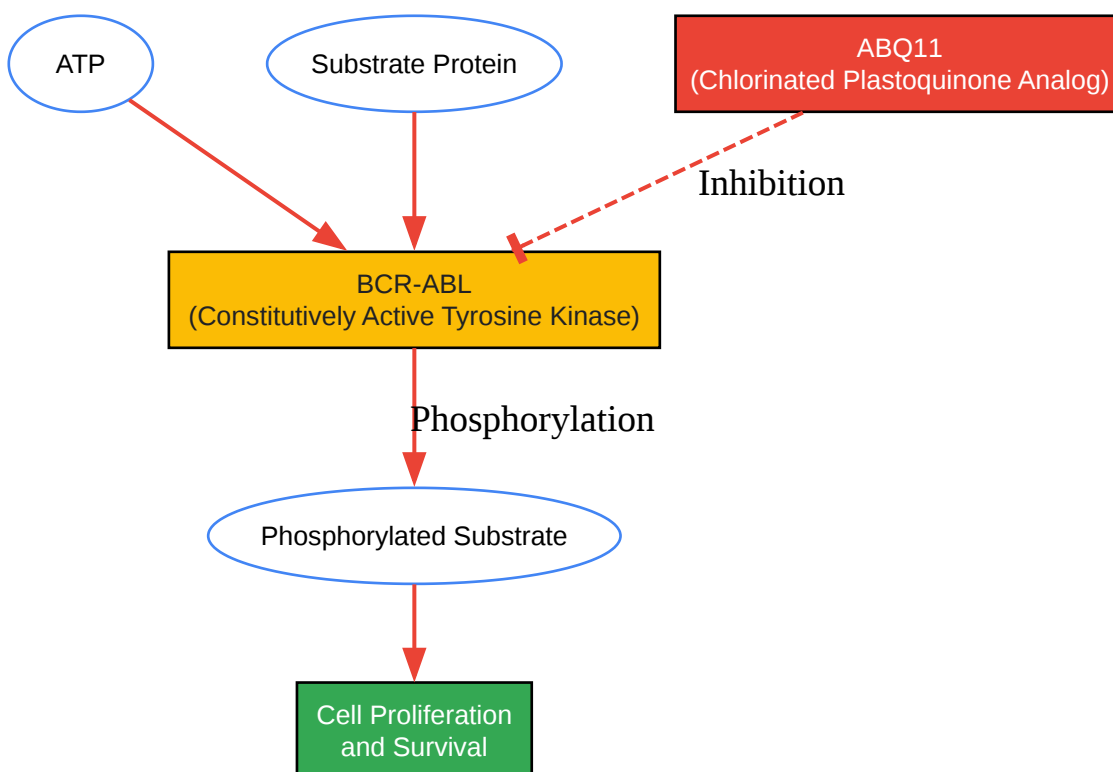 ATP
Substrate Protein
ABQ11
(Chlorinated Plastoquinone Analog)
Inhibition
BCR-ABL
(Constitutively Active Tyrosine Kinase)
Phosphorylation
Phosphorylated Substrate
Cell Proliferation
and Survival